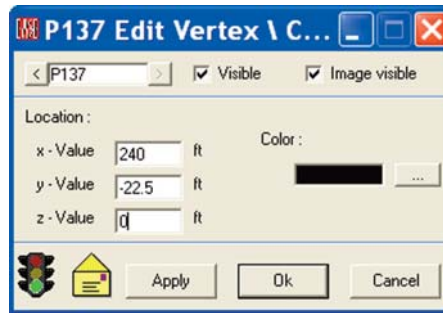 EASE P137 Edit Vertex \ C...
< P137 > Visible Image visible
Location :
Color :
x - Value 240 ft
...
y - Value -22.5 ft
z - Value 0 ft
Apply Ok Cancel